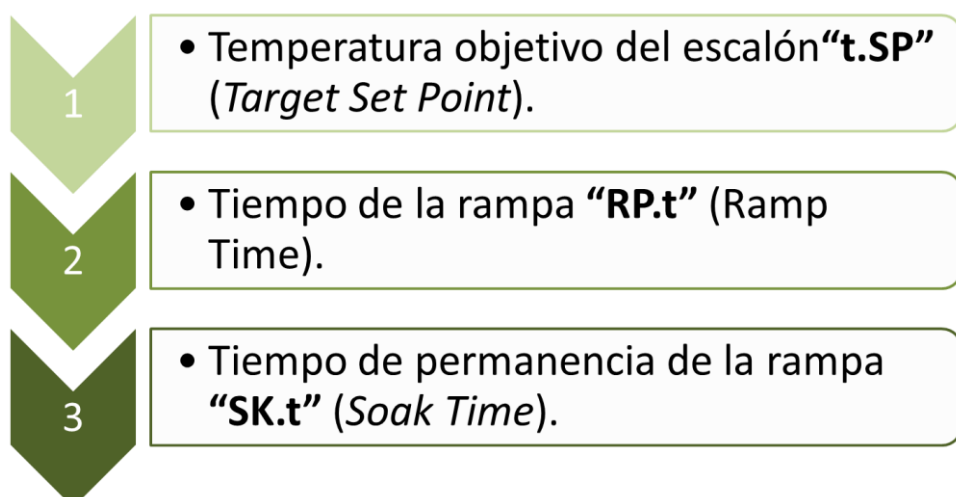 1
• Temperatura objetivo del escalón“t.SP”
(Target Set Point).
2
• Tiempo de la rampa “RP.t” (Ramp
Time).
3
• Tiempo de permanencia de la rampa
“SK.t” (Soak Time).